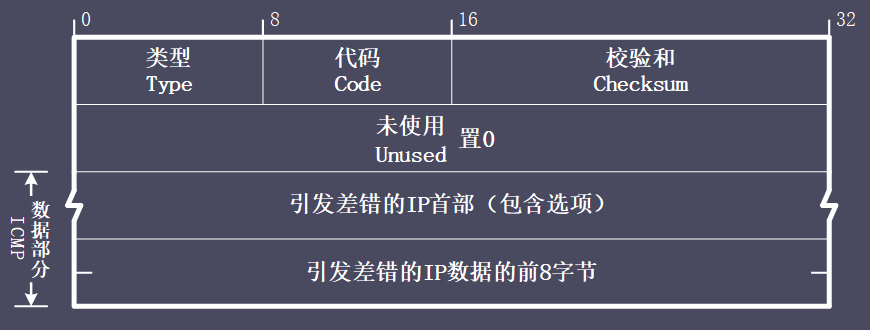 0 8 16 32
类型 代码 校验和
Type Code Checksum
未使用
Unused
置0
引发差错的IP首部（包含选项）
引发差错的IP数据的前8字节
数据部分
ICMP